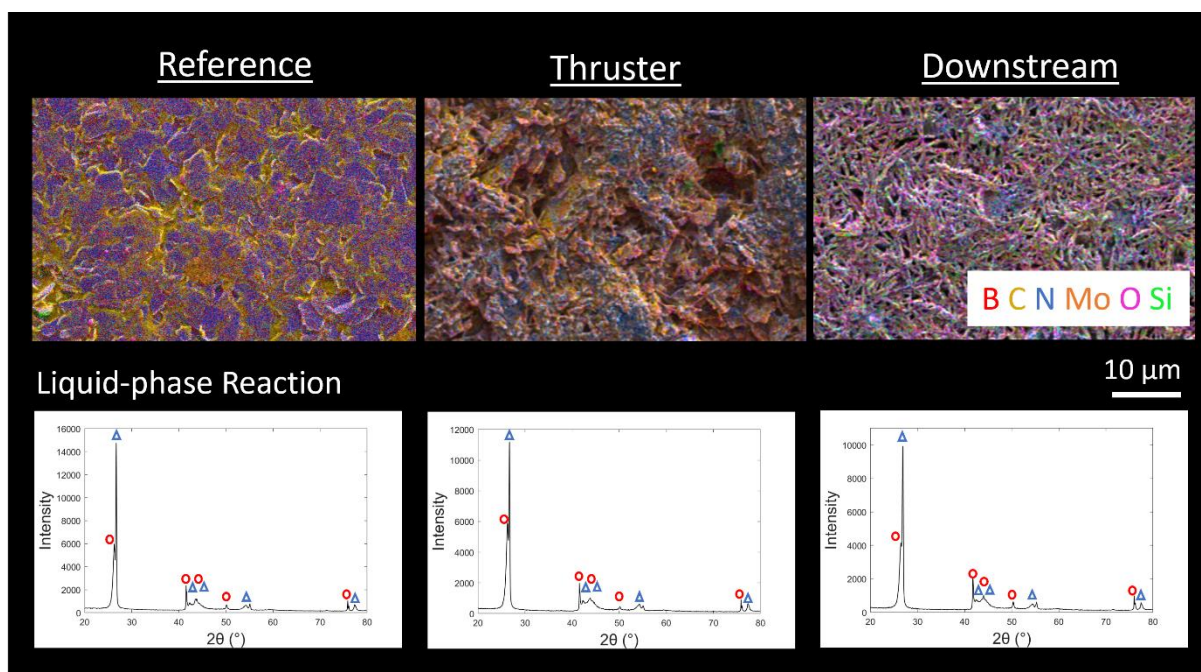 Reference Thruster Downstream
B C N Mo O Si
Liquid-phase Reaction
10 µm
16000
14000
12000
10000
8000
6000
4000
2000
0
20 30 40 50 60 70 80
Intensity
2θ (°)
12000
10000
8000
6000
4000
2000
0
20 30 40 50 60 70 80
Intensity
2θ (°)
10000
8000
6000
4000
2000
0
20 30 40 50 60 70 80
Intensity
2θ (°)